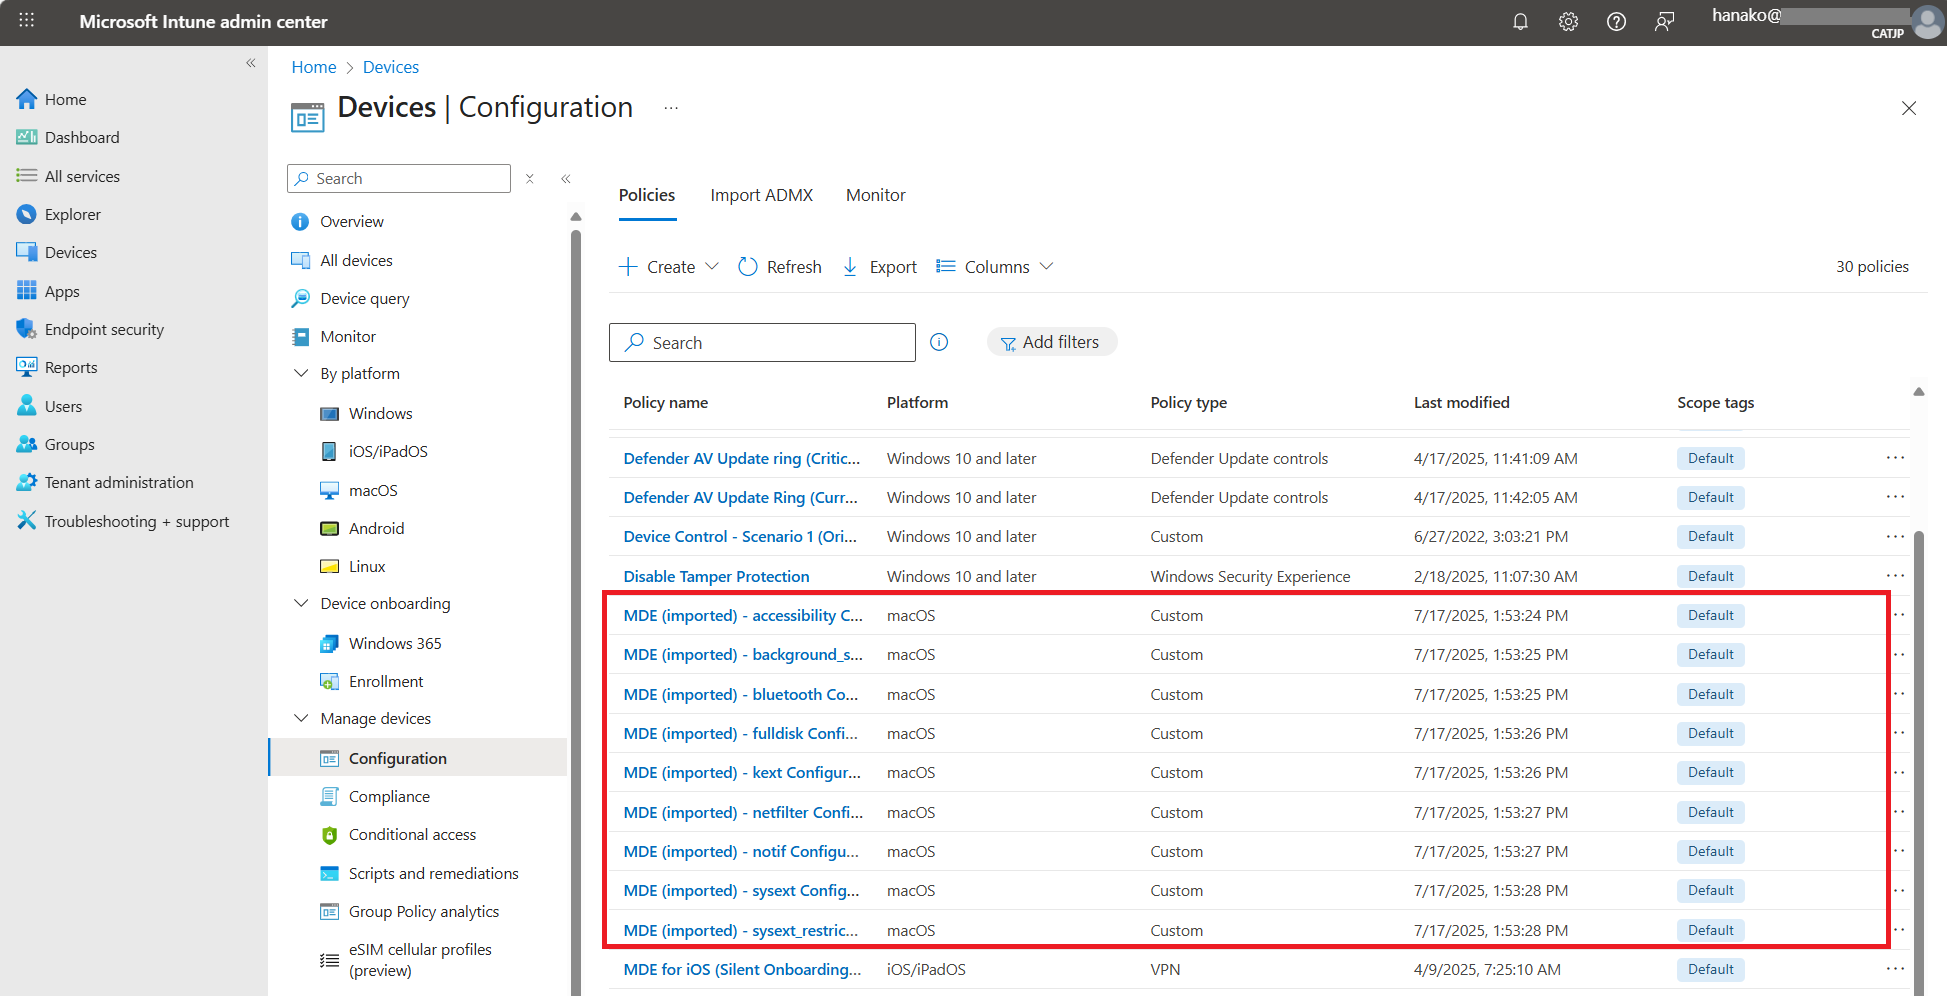 Microsoft Intune admin center
hanako@
CATJP
Home
Dashboard
All services
Explorer
Devices
Apps
Endpoint security
Reports
Users
Groups
Tenant administration
Troubleshooting + support
Home > Devices
Devices | Configuration ...
Search
Overview
All devices
Device query
Monitor
By platform
Windows
iOS/iPadOS
macOS
Android
Linux
Device onboarding
Windows 365
Enrollment
Manage devices
Configuration
Compliance
Conditional access
Scripts and remediations
Group Policy analytics
eSIM cellular profiles
(preview)
Policies Import ADMX Monitor
Create Refresh Export Columns 30 policies
Search Add filters
Policy name Platform Policy type Last modified Scope tags
Defender AV Update ring (Critic... Windows 10 and later Defender Update controls 4/17/2025, 11:41:09 AM Default ...
Defender AV Update Ring (Curr... Windows 10 and later Defender Update controls 4/17/2025, 11:42:05 AM Default ...
Device Control - Scenario 1 (Ori... Windows 10 and later Custom 6/27/2022, 3:03:21 PM Default ...
Disable Tamper Protection Windows 10 and later Windows Security Experience 2/18/2025, 11:07:30 AM Default ...
MDE (imported) - accessibility C... macOS Custom 7/17/2025, 1:53:24 PM Default
MDE (imported) - background_s... macOS Custom 7/17/2025, 1:53:25 PM Default
MDE (imported) - bluetooth Co... macOS Custom 7/17/2025, 1:53:25 PM Default
MDE (imported) - fulldisk Confi... macOS Custom 7/17/2025, 1:53:26 PM Default
MDE (imported) - kext Configur... macOS Custom 7/17/2025, 1:53:26 PM Default
MDE (imported) - netfilter Confi... macOS Custom 7/17/2025, 1:53:27 PM Default
MDE (imported) - notif Configu... macOS Custom 7/17/2025, 1:53:27 PM Default
MDE (imported) - sysext Config... macOS Custom 7/17/2025, 1:53:28 PM Default
MDE (imported) - sysext_restric... macOS Custom 7/17/2025, 1:53:28 PM Default
MDE for iOS (Silent Onboarding... iOS/iPadOS VPN 4/9/2025, 7:25:10 AM Default ...